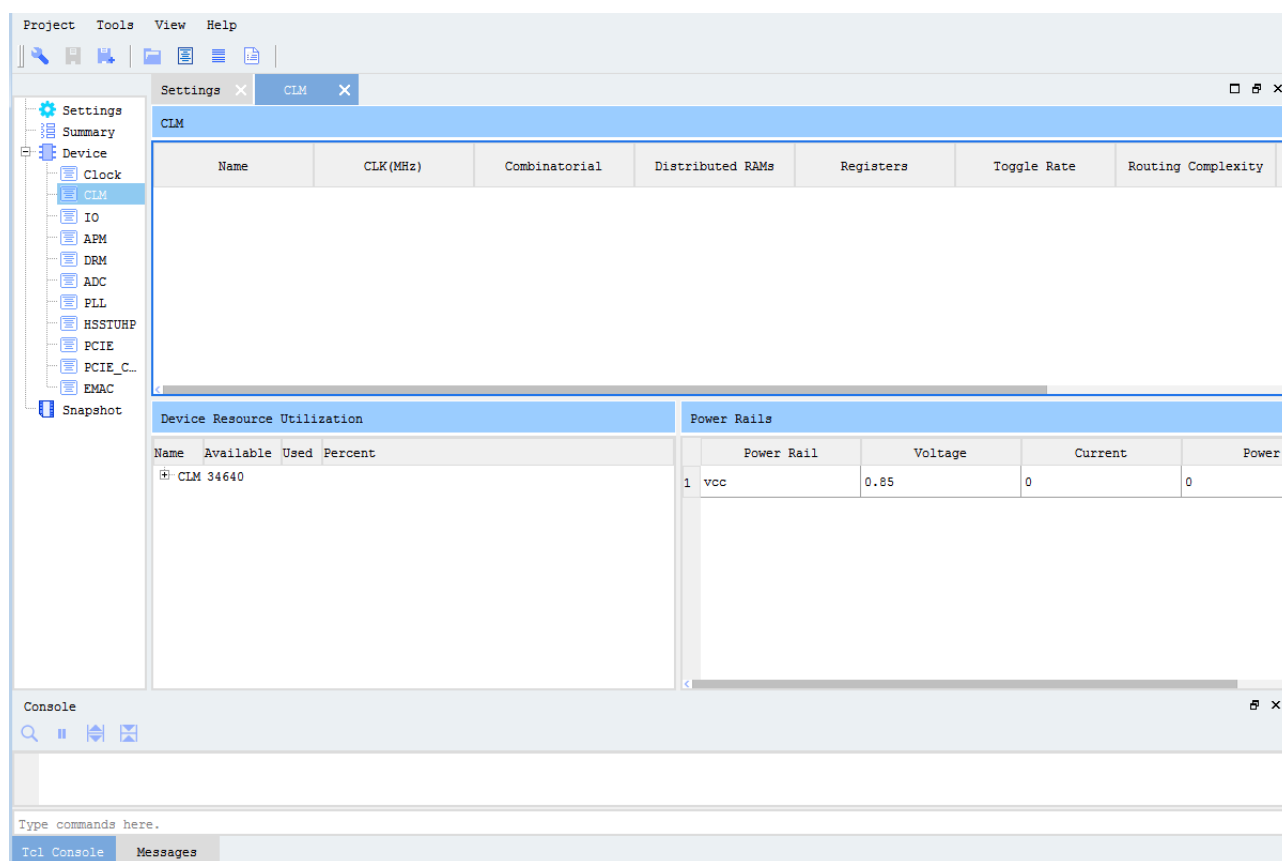 Project Tools View Help
Settings CLM
Settings
Summary
Device
Clock
CLM
IO
APM
DRM
ADC
PLL
HSSTUHP
PCIE
PCIE_C…
EMAC
Snapshot
CLM
Name CLK(MHz) Combinatorial Distributed RAMs Registers Toggle Rate Routing Complexity
Device Resource Utilization
Name Available Used Percent
CLM 34640
Power Rails
Power Rail Voltage Current Power
1 vcc 0.85 0 0
Console
Type commands here.
Tcl Console Messages